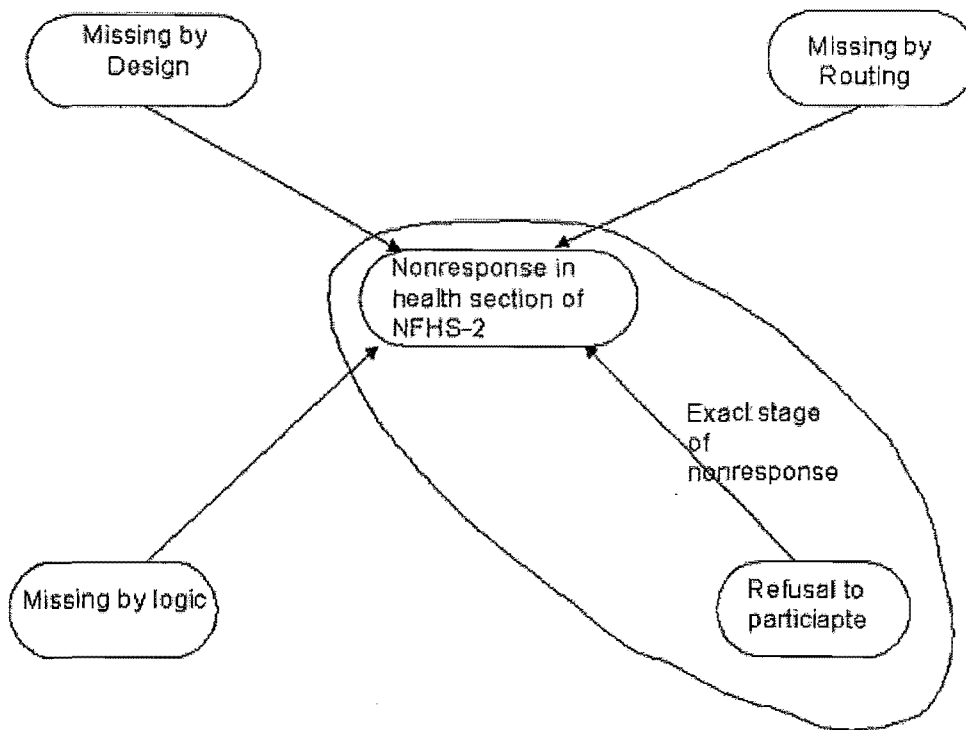 Missing by
Design
Missing by
Routing
Nonresponse in
health section of
NFHS-2
Exact stage
of
nonresponse
Missing by logic
Refusal to
particiapte